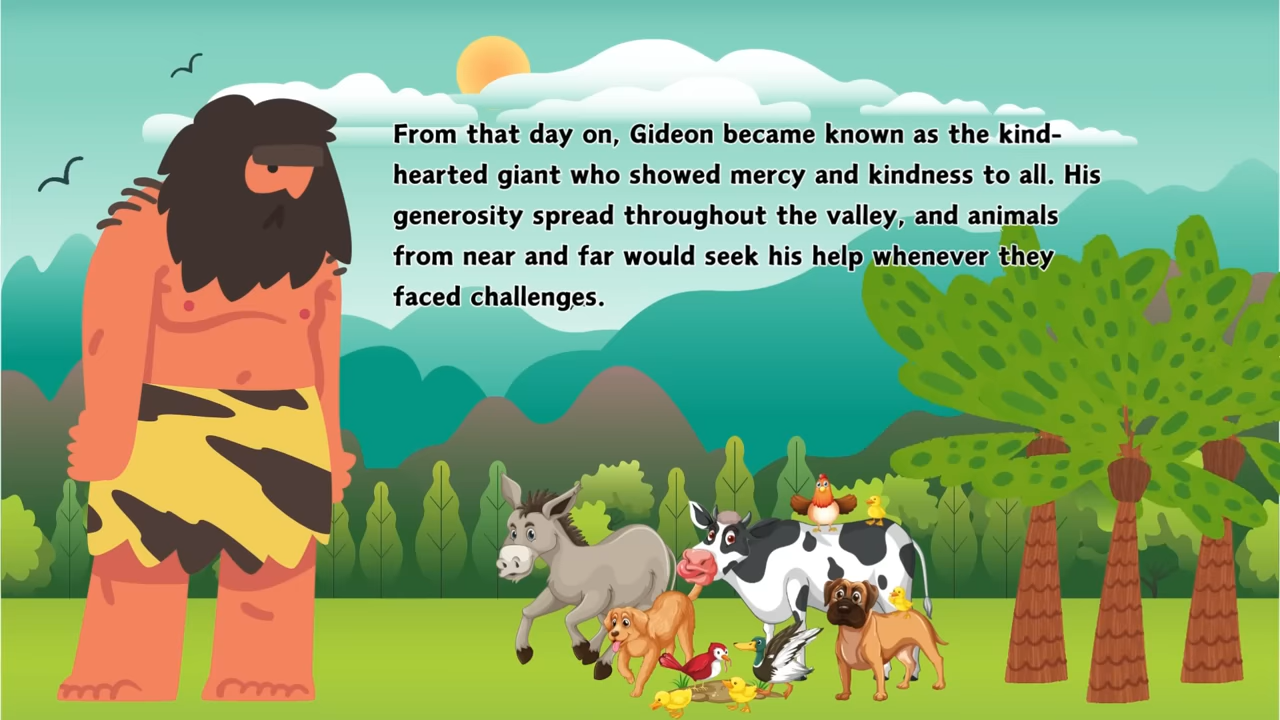 From that day on, Gideon became known as the kind-
hearted giant who showed mercy and kindness to all. His
generosity spread throughout the valley, and animals
from near and far would seek his help whenever they
faced challenges.